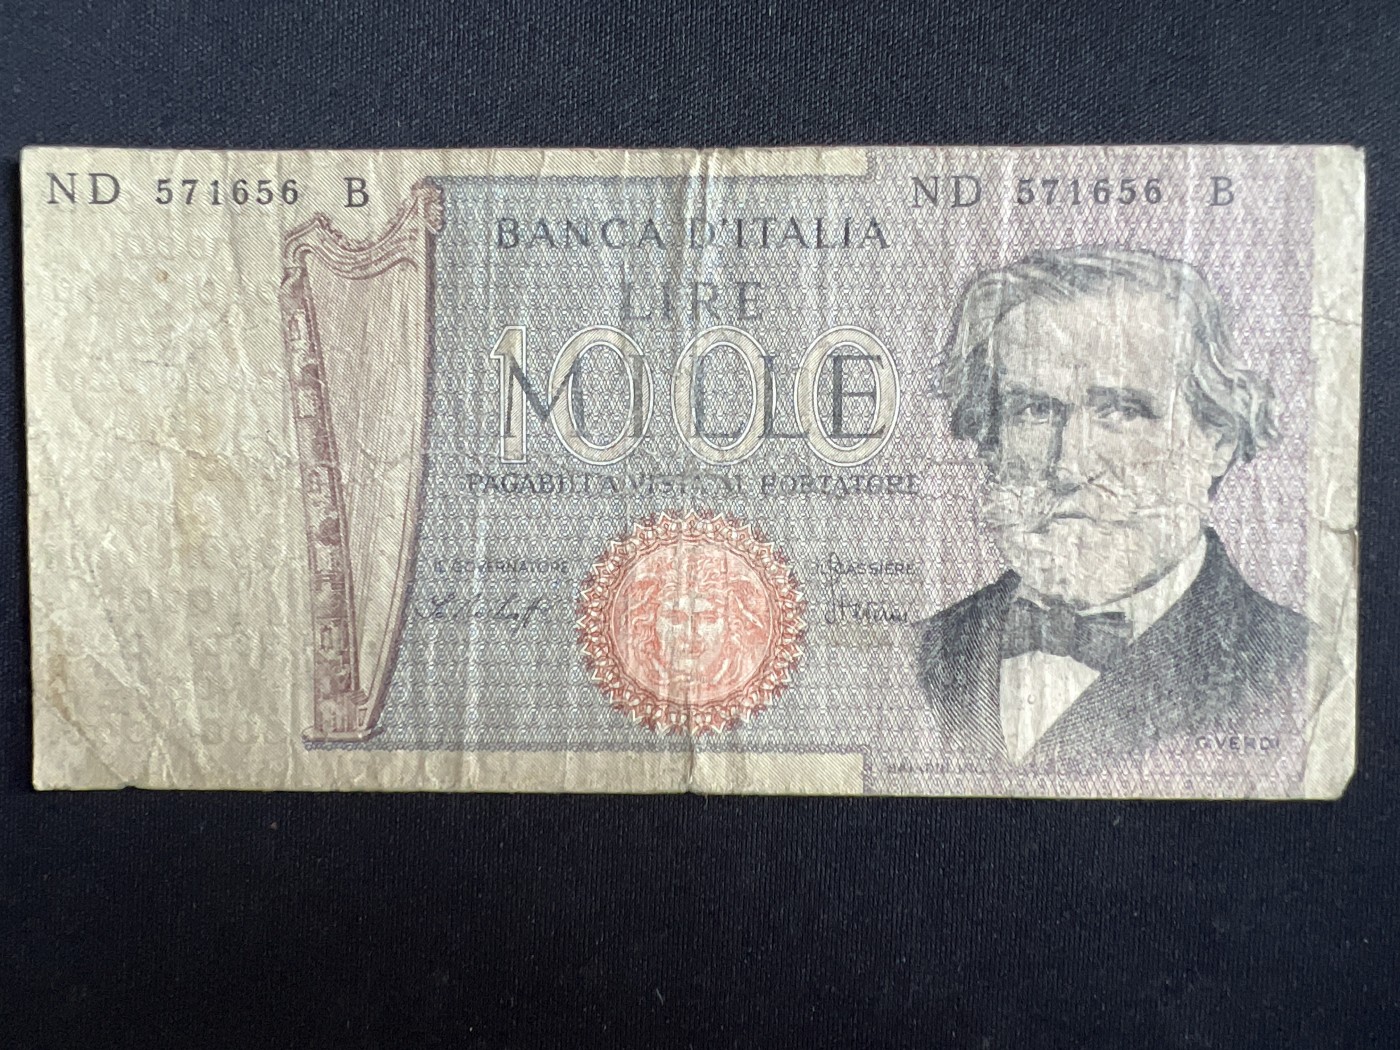 ND 571656 B
ND 571656 B
BANCA D'ITALIA
LIRE
1000
MILLE
PAGABILI A VISTA AL PORTATORE
IL GOVERNATORE
IL CASSIERE
G. VERDI